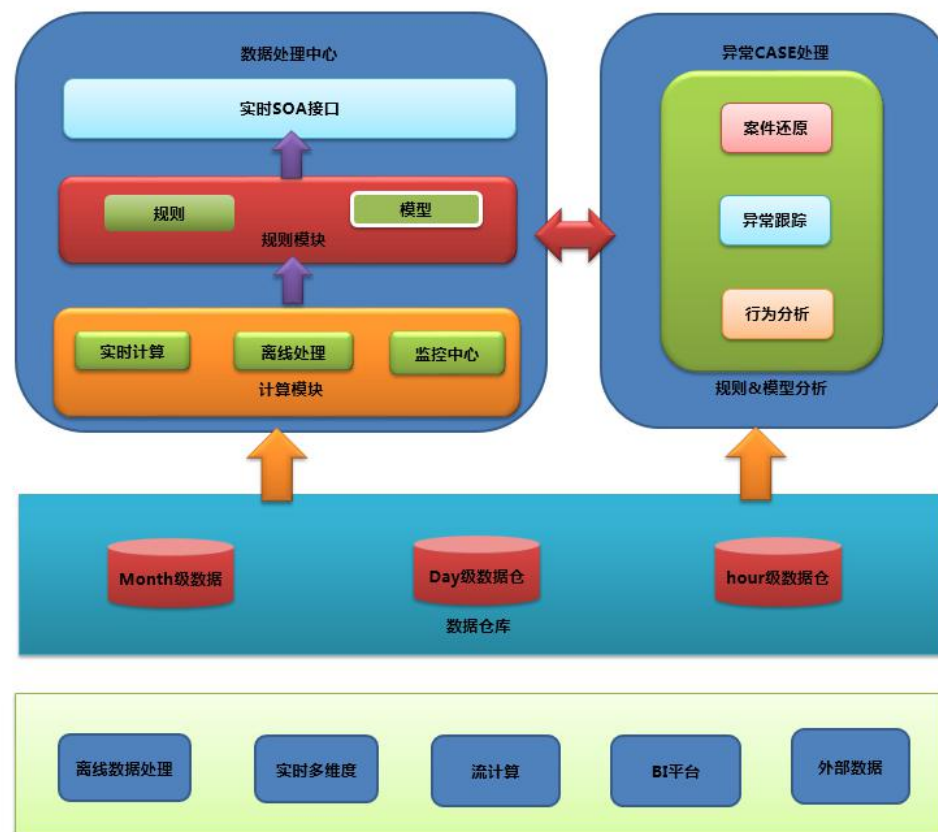 数据处理中心
实时SOA接口
规则
模型
规则模块
实时计算
离线处理
监控中心
计算模块
异常CASE处理
案件还原
异常跟踪
行为分析
规则&模型分析
Month级数据
Day级数据仓
hour级数据仓
数据仓库
离线数据处理
实时多维度
流计算
BI平台
外部数据